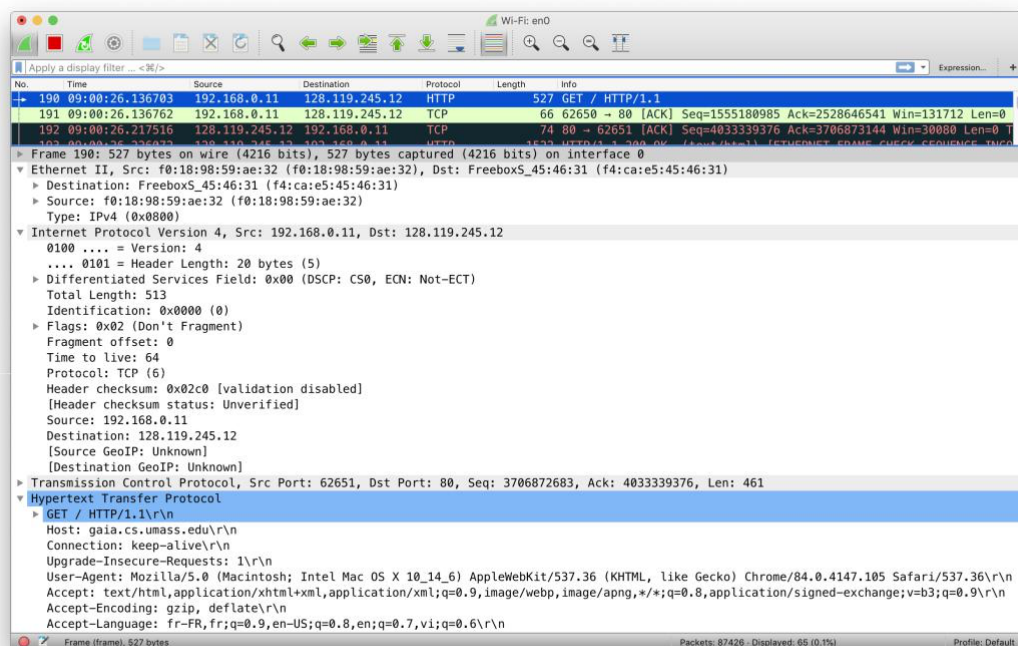 Wi-Fi: en0
Apply a display filter ... <⌘/>
Expression... +
No. Time Source Destination Protocol Length Info
190 09:00:26.136703 192.168.0.11 128.119.245.12 HTTP 527 GET / HTTP/1.1
191 09:00:26.136762 192.168.0.11 128.119.245.12 TCP 66 62650 → 80 [ACK] Seq=1555180985 Ack=2528646541 Win=131712 Len=0
192 09:00:26.217516 128.119.245.12 192.168.0.11 TCP 74 80 → 62651 [ACK] Seq=4033339376 Ack=3706873144 Win=30080 Len=0 T
Frame 190: 527 bytes on wire (4216 bits), 527 bytes captured (4216 bits) on interface 0
Ethernet II, Src: f0:18:98:59:ae:32 (f0:18:98:59:ae:32), Dst: FreeboxS_45:46:31 (f4:ca:e5:45:46:31)
Destination: FreeboxS_45:46:31 (f4:ca:e5:45:46:31)
Source: f0:18:98:59:ae:32 (f0:18:98:59:ae:32)
Type: IPv4 (0x0800)
Internet Protocol Version 4, Src: 192.168.0.11, Dst: 128.119.245.12
0100 .... = Version: 4
.... 0101 = Header Length: 20 bytes (5)
Differentiated Services Field: 0x00 (DSCP: CS0, ECN: Not-ECT)
Total Length: 513
Identification: 0x0000 (0)
Flags: 0x02 (Don't Fragment)
Fragment offset: 0
Time to live: 64
Protocol: TCP (6)
Header checksum: 0x02c0 [validation disabled]
[Header checksum status: Unverified]
Source: 192.168.0.11
Destination: 128.119.245.12
[Source GeoIP: Unknown]
[Destination GeoIP: Unknown]
Transmission Control Protocol, Src Port: 62651, Dst Port: 80, Seq: 3706872683, Ack: 4033339376, Len: 461
Hypertext Transfer Protocol
GET / HTTP/1.1\r\n
Host: gaia.cs.umass.edu\r\n
Connection: keep-alive\r\n
Upgrade-Insecure-Requests: 1\r\n
User-Agent: Mozilla/5.0 (Macintosh; Intel Mac OS X 10_14_6) AppleWebKit/537.36 (KHTML, like Gecko) Chrome/84.0.4147.105 Safari/537.36\r\n
Accept: text/html,application/xhtml+xml,application/xml;q=0.9,image/webp,image/apng,*/*;q=0.8,application/signed-exchange;v=b3;q=0.9\r\n
Accept-Encoding: gzip, deflate\r\n
Accept-Language: fr-FR,fr;q=0.9,en-US;q=0.8,en;q=0.7,vi;q=0.6\r\n
Frame (frame), 527 bytes
Packets: 87426 · Displayed: 65 (0.1%)
Profile: Default